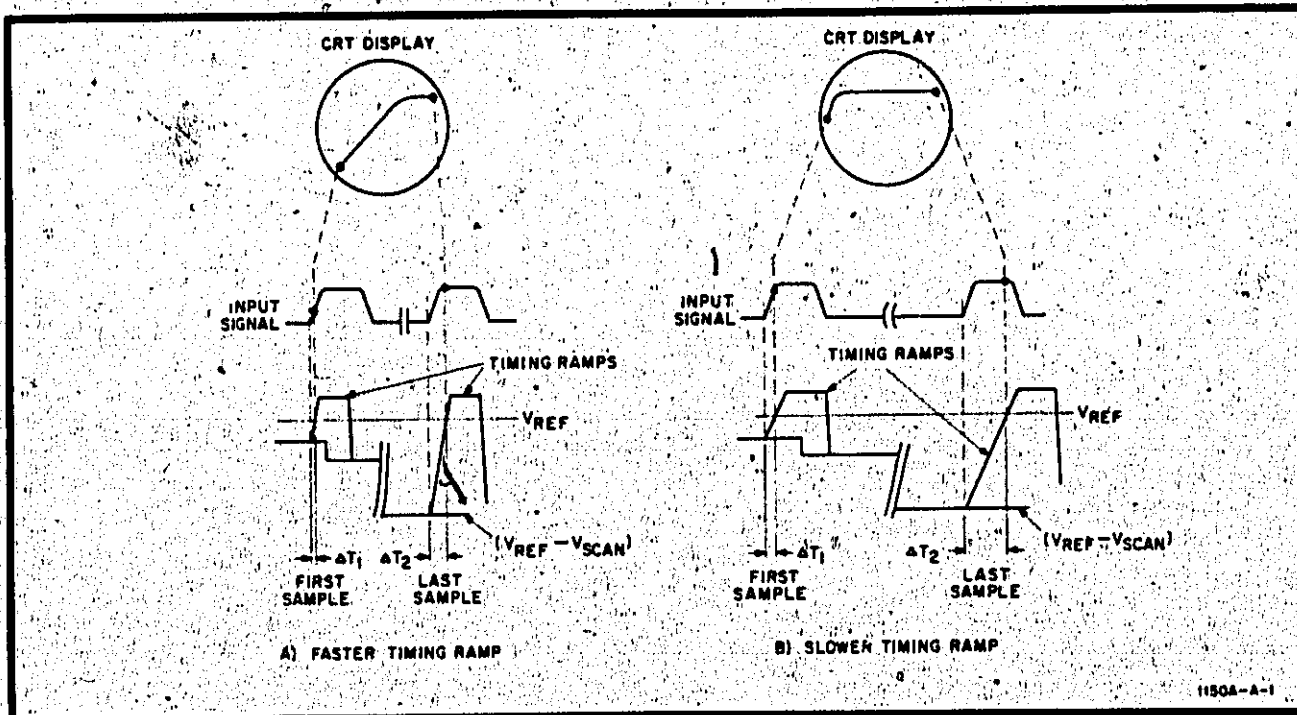 CRT DISPLAY
INPUT
SIGNAL
TIMING RAMPS
VREF
(VREF – VSCAN)
ΔT1
ΔT2
FIRST
SAMPLE
LAST
SAMPLE
A) FASTER TIMING RAMP
CRT DISPLAY
INPUT
SIGNAL
TIMING RAMPS
VREF
(VREF – VSCAN)
ΔT1
ΔT2
FIRST
SAMPLE
LAST
SAMPLE
B) SLOWER TIMING RAMP
1150A-A-1